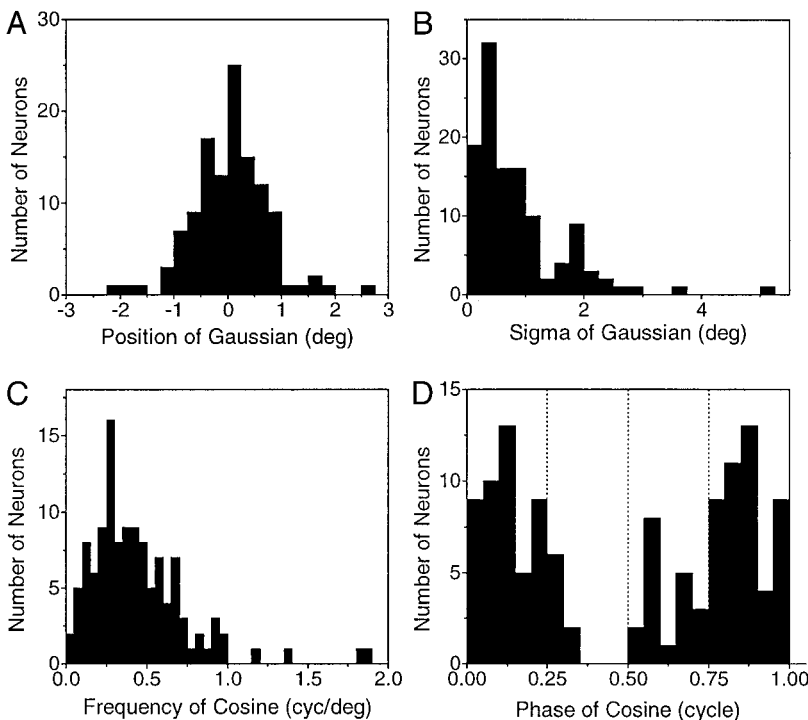 A
30
20
10
0
Number of Neurons
-3 -2 -1 0 1 2 3
Position of Gaussian (deg)
B
30
20
10
0
Number of Neurons
0 2 4
Sigma of Gaussian (deg)
C
15
10
5
0
Number of Neurons
0.0 0.5 1.0 1.5 2.0
Frequency of Cosine (cyc/deg)
D
15
10
5
0
Number of Neurons
0.00 0.25 0.50 0.75 1.00
Phase of Cosine (cycle)